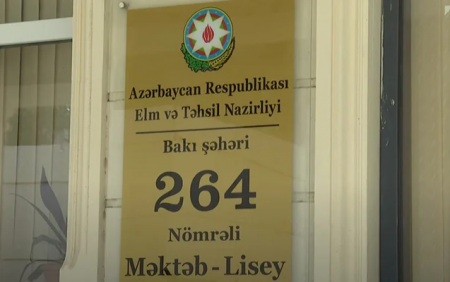 Azərbaycan Respublikası
Elm və Təhsil Nazirliyi
Bakı şəhəri
264
Nömrəli
Məktəb - Lisey